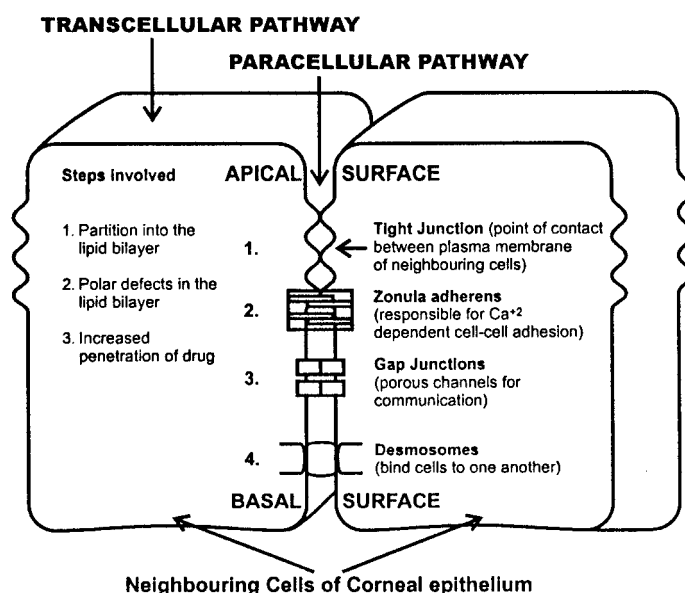 TRANSCELLULAR PATHWAY
PARACELLULAR PATHWAY
Steps involved
APICAL SURFACE
1. Partition into the
lipid bilayer
2. Polar defects in the
lipid bilayer
3. Increased
penetration of drug
1.
Tight Junction (point of contact
between plasma membrane
of neighbouring cells)
2.
Zonula adherens
(responsible for Ca+2
dependent cell-cell adhesion)
3.
Gap Junctions
(porous channels for
communication)
4.
Desmosomes
(bind cells to one another)
BASAL SURFACE
Neighbouring Cells of Corneal epithelium